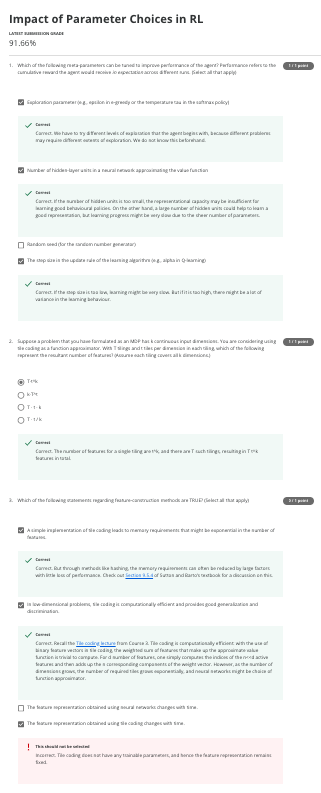 Impact of Parameter Choices in RL
LATEST SUBMISSION GRADE
91.66%
1. Which of the following meta-parameters can be tuned to improve performance of the agent? Performance refers to the
cumulative reward the agent would receive in expectation across different runs. (Select all that apply)
1 / 1 point
Exploration parameter (e.g., epsilon in e-greedy or the temperature tau in the softmax policy)
Correct
Correct. We have to try different levels of exploration that the agent begins with, because different problems
may require different extents of exploration. We do not know this beforehand.
Number of hidden-layer units in a neural network approximating the value function
Correct
Correct. If the number of hidden units is too small, the representational capacity may be insufficient for
learning good behavioural policies. On the other hand, a large number of hidden units could help to learn a
good representation, but learning progress might be very slow due to the sheer number of parameters.
Random seed (for the random number generator)
The step size in the update rule of the learning algorithm (e.g., alpha in Q-learning)
Correct
Correct. If the step size is too low, learning might be very slow. But if it is too high, there might be a lot of
variance in the learning behaviour.
2. Suppose a problem that you have formulated as an MDP has k continuous input dimensions. You are considering using
tile coding as a function approximator. With T tilings and t tiles per dimension in each tiling, which of the following
represent the resultant number of features? (Assume each tiling covers all k dimensions.)
1 / 1 point
T t^k
k T^t
T · t · k
T · t / k
Correct
Correct. The number of features for a single tiling are t^k, and there are T such tilings, resulting in T t^k
features in total.
3. Which of the following statements regarding feature-construction methods are TRUE? (Select all that apply)
Correct
A simple implementation of tile coding leads to memory requirements that might be exponential in the number of
features.
Correct. But through methods like hashing, the memory requirements can often be reduced by large factors
with little loss of performance. Check out Section 9.5.4 of Sutton and Barto's textbook for a discussion on this.
In low-dimensional problems, tile coding is computationally efficient and provides good generalization and
discrimination.
Correct
Correct. Recall the Tile coding lecture from Course 3. Tile coding is computationally efficient with the use of
binary feature vectors in tile coding, the weighted sum of features that make up the approximate value
function is trivial to compute. For d number of features, one simply computes the indices of the n<<d active
features and then adds up the n corresponding components of the weight vector. However, as the number of
dimensions grows, the number of required tiles grows exponentially, and neural networks might be choice of
function approximator.
The feature representation obtained using neural networks changes with time.
The feature representation obtained using tile coding changes with time.
This should not be selected
Incorrect. Tile coding does not have any trainable parameters, and hence the feature representation remains
fixed.